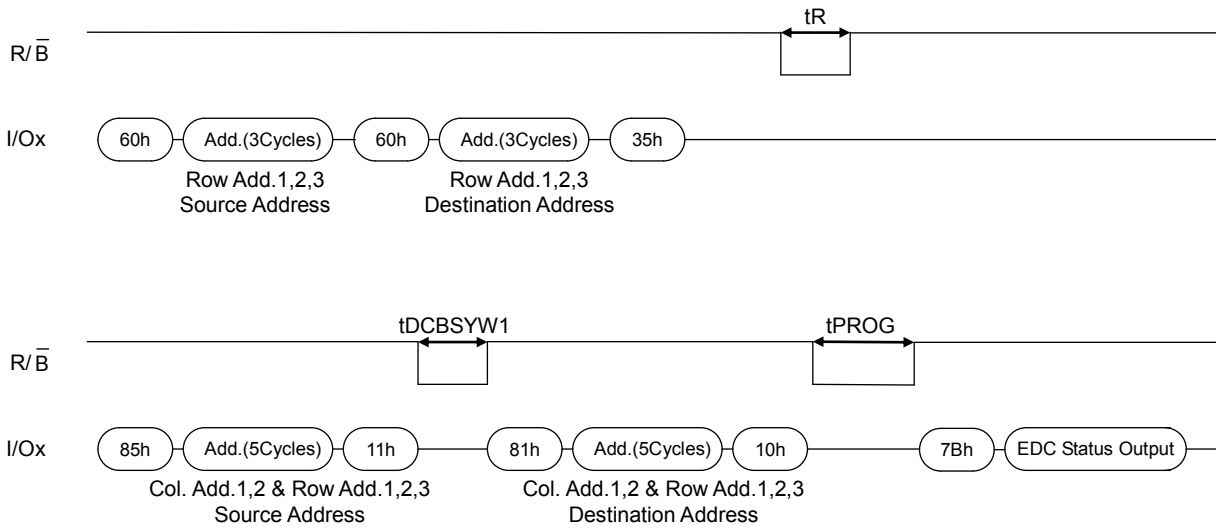 tR
R/B̅
I/Ox 60h Add.(3Cycles) 60h Add.(3Cycles) 35h
Row Add.1,2,3 Row Add.1,2,3
Source Address Destination Address
tDCBSYW1 tPROG
R/B̅
I/Ox 85h Add.(5Cycles) 11h 81h Add.(5Cycles) 10h 7Bh EDC Status Output
Col. Add.1,2 & Row Add.1,2,3 Col. Add.1,2 & Row Add.1,2,3
Source Address Destination Address